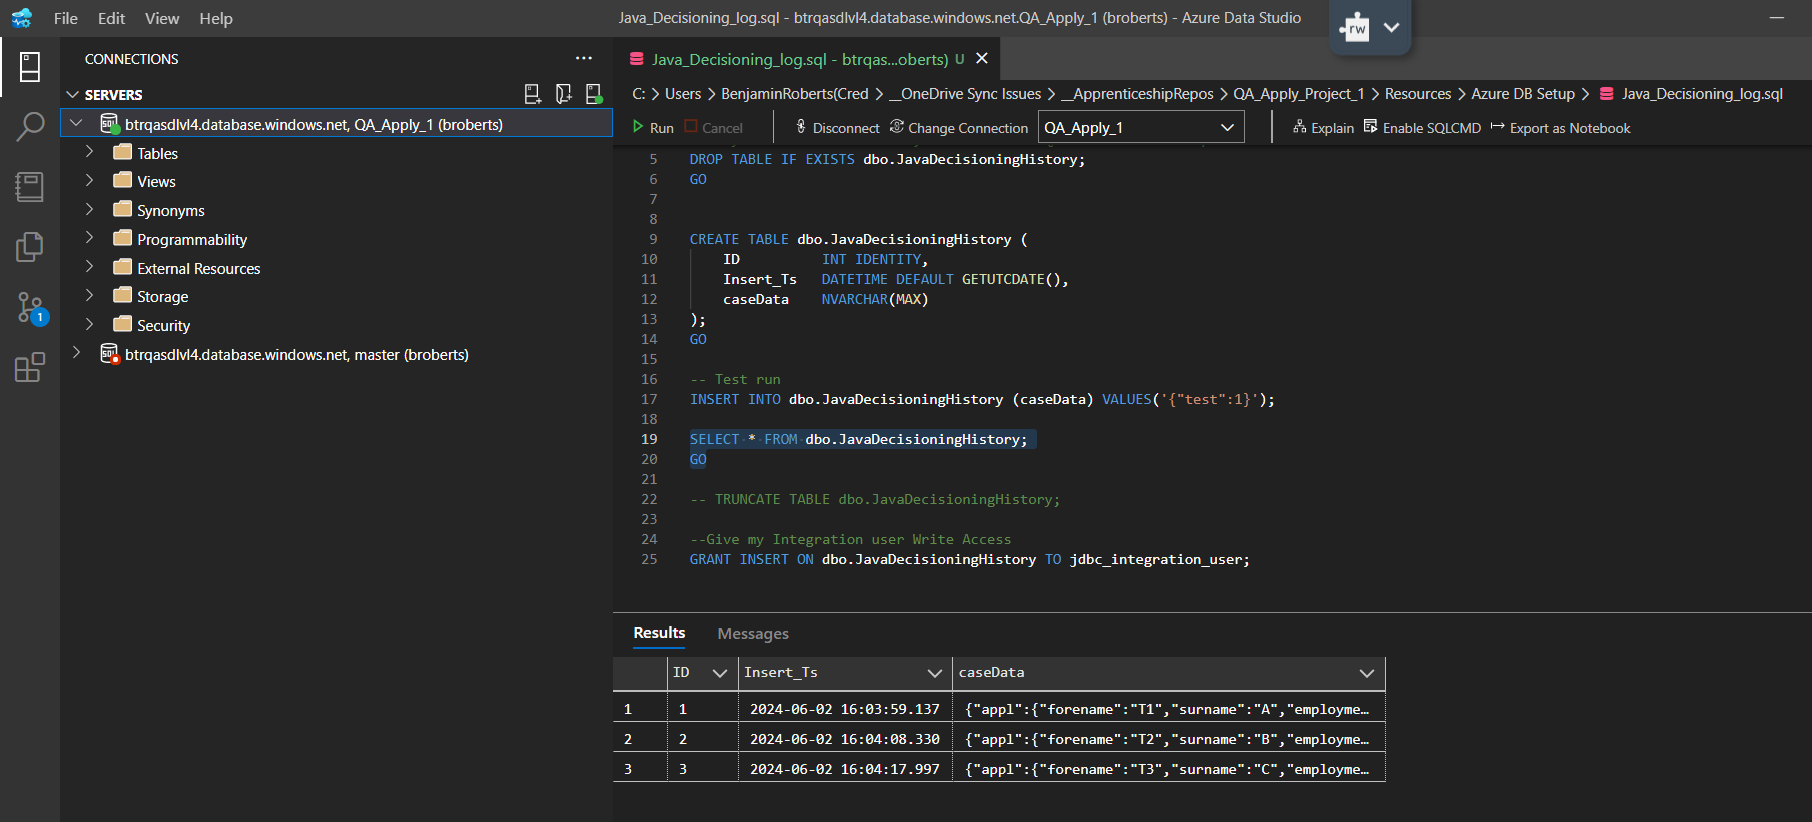 File Edit View Help
Java_Decisioning_log.sql - btrqasdlvl4.database.windows.net.QA_Apply_1 (broberts) - Azure Data Studio
rw
CONNECTIONS
SERVERS
btrqasdlvl4.database.windows.net, QA_Apply_1 (broberts)
Tables
Views
Synonyms
Programmability
External Resources
Storage
Security
btrqasdlvl4.database.windows.net, master (broberts)
1
Java_Decisioning_log.sql - btrqas...oberts) U
C: > Users > BenjaminRoberts(Cred > __OneDrive Sync Issues > __ApprenticeshipRepos > QA_Apply_Project_1 > Resources > Azure DB Setup > Java_Decisioning_log.sql
Run Cancel Disconnect Change Connection QA_Apply_1 Explain Enable SQLCMD Export as Notebook
5 DROP TABLE IF EXISTS dbo.JavaDecisioningHistory;
6 GO
7
8
9 CREATE TABLE dbo.JavaDecisioningHistory (
10 ID INT IDENTITY,
11 Insert_Ts DATETIME DEFAULT GETUTCDATE(),
12 caseData NVARCHAR(MAX)
13 );
14 GO
15
16 -- Test run
17 INSERT INTO dbo.JavaDecisioningHistory (caseData) VALUES('{"test":1}');
18
19 SELECT * FROM dbo.JavaDecisioningHistory;
20 GO
21
22 -- TRUNCATE TABLE dbo.JavaDecisioningHistory;
23
24 --Give my Integration user Write Access
25 GRANT INSERT ON dbo.JavaDecisioningHistory TO jdbc_integration_user;
Results Messages
ID Insert_Ts caseData
1 1 2024-06-02 16:03:59.137 {"appl":{"forename":"T1","surname":"A","employme…
2 2 2024-06-02 16:04:08.330 {"appl":{"forename":"T2","surname":"B","employme…
3 3 2024-06-02 16:04:17.997 {"appl":{"forename":"T3","surname":"C","employme…